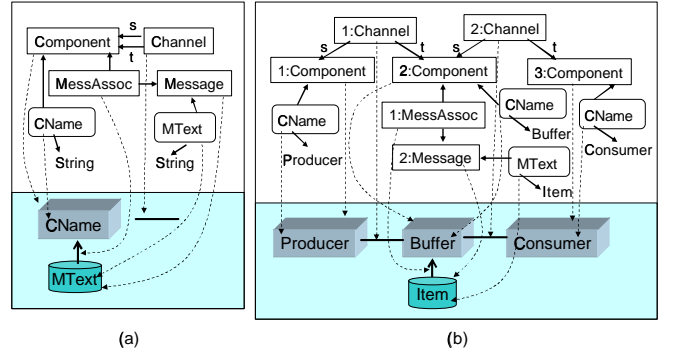 s
Component
Channel
t
MessAssoc
Message
CName
MText
String
String
CName
MText
(a)
1:Channel
2:Channel
s
t
s
t
1:Component
2:Component
3:Component
CName
1:MessAssoc
CName
CName
Buffer
Producer
Consumer
2:Message
MText
Item
Producer
Buffer
Consumer
Item
(b)